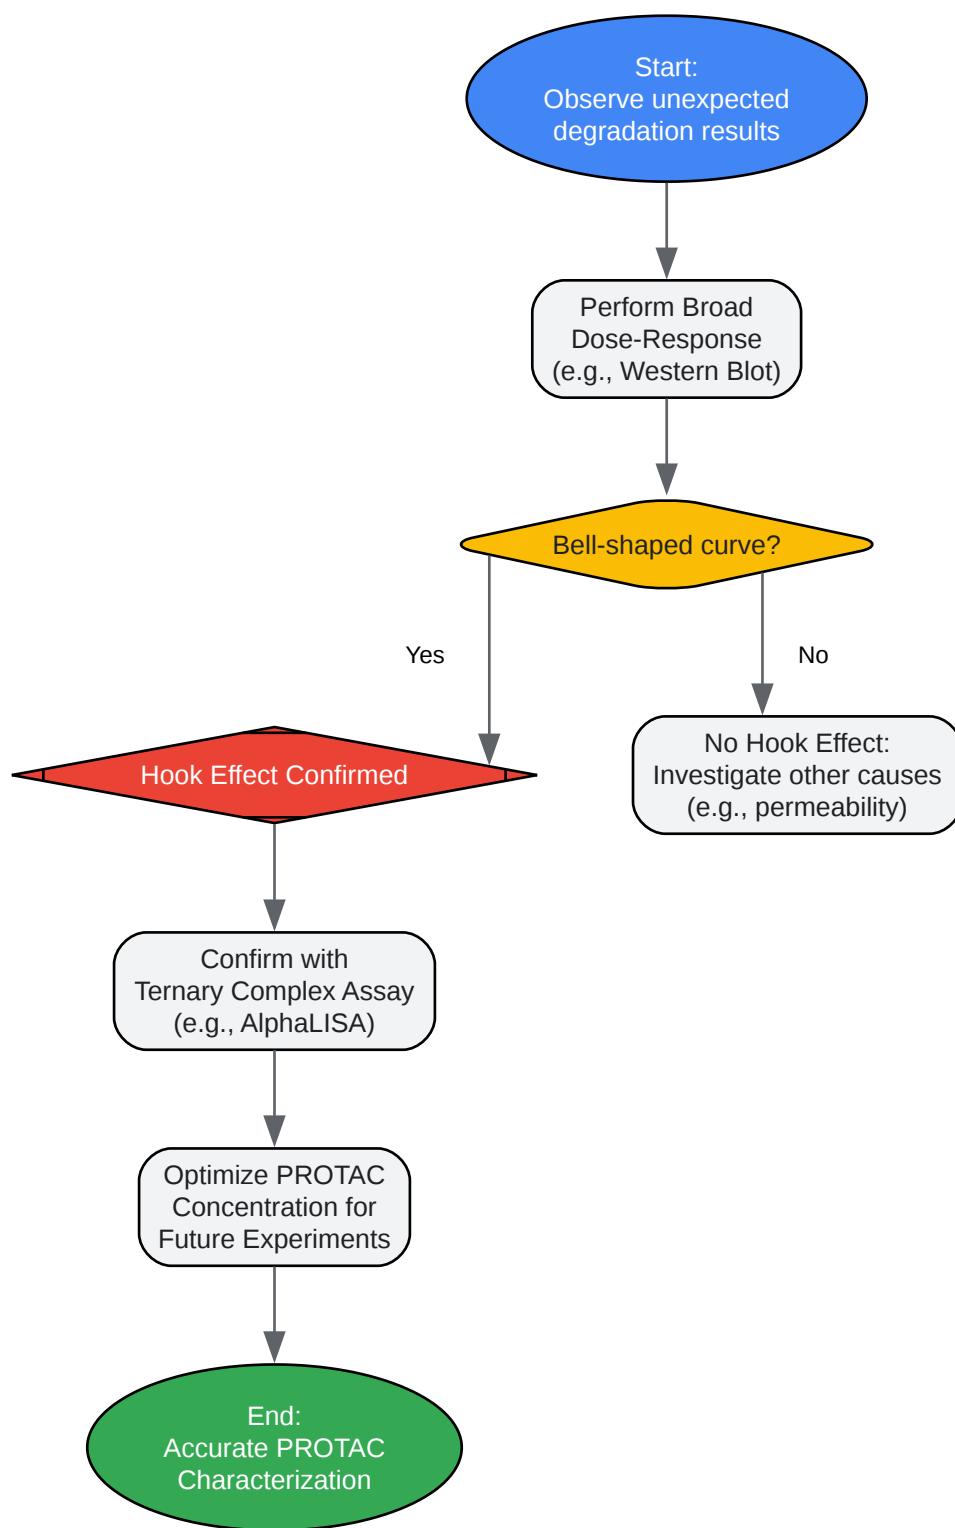 Start:
Observe unexpected
degradation results
Perform Broad
Dose-Response
(e.g., Western Blot)
Bell-shaped curve?
Yes
No
Hook Effect Confirmed
No Hook Effect:
Investigate other causes
(e.g., permeability)
Confirm with
Ternary Complex Assay
(e.g., AlphaLISA)
Optimize PROTAC
Concentration for
Future Experiments
End:
Accurate PROTAC
Characterization